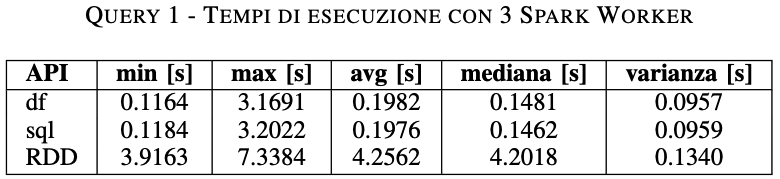 QUERY 1 - TEMPI DI ESECUZIONE CON 3 SPARK WORKER
API min [s] max [s] avg [s] mediana [s] varianza [s]
df 0.1164 3.1691 0.1982 0.1481 0.0957
sql 0.1184 3.2022 0.1976 0.1462 0.0959
RDD 3.9163 7.3384 4.2562 4.2018 0.1340